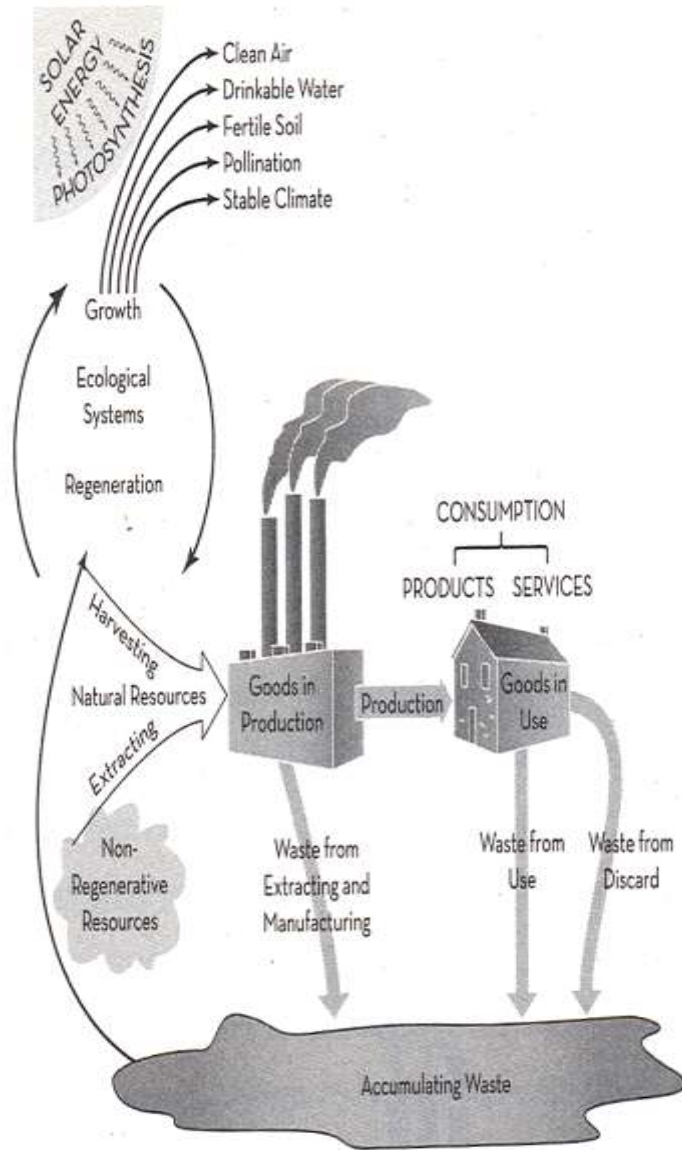 SOLAR
ENERGY
PHOTOSYNTHESIS
Clean Air
Drinkable Water
Fertile Soil
Pollination
Stable Climate
Growth
Ecological
Systems
Regeneration
CONSUMPTION
PRODUCTS SERVICES
Harvesting
Natural Resources
Extracting
Goods in
Production
Production
Goods in
Use
Non-
Regenerative
Resources
Waste from
Extracting and
Manufacturing
Waste from
Use
Waste from
Discard
Accumulating Waste